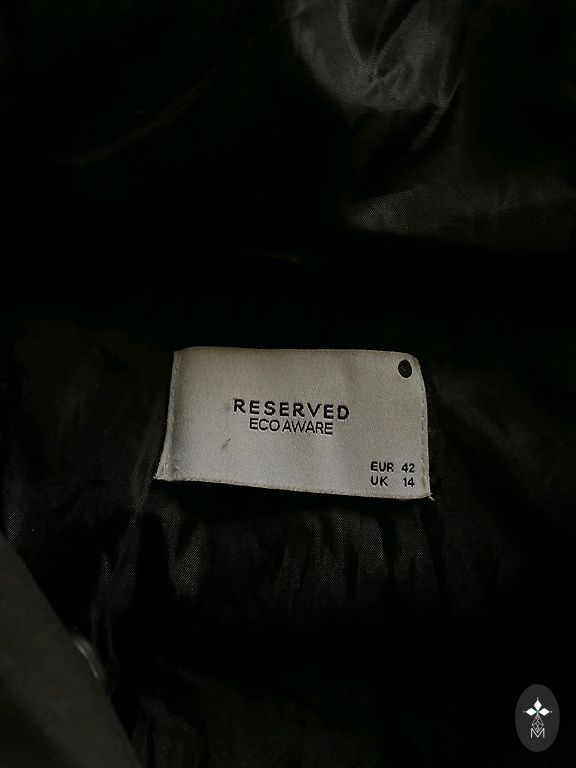 RESERVED
ECO AWARE
EUR 42
UK 14
M